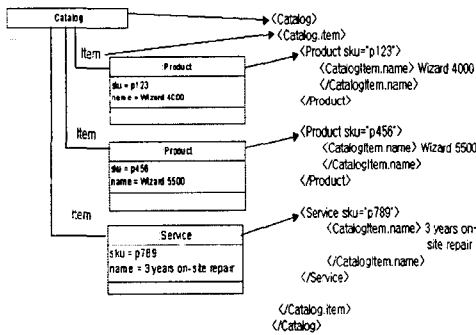 Catalog
Item
:Product
sku = p123
name = Wizard 4000
Item
Product
sku = p456
name = Wizard 5500
Item
Service
sku = p789
name = 3 years on-site repair
<Catalog>
<Catalog.item>
<Product sku="p123">
<CatalogItem.name> Wizard 4000
</CatalogItem.name>
</Product>
<Product sku="p456">
<CatalogItem.name> Wizard 5500
</CatalogItem.name>
</Product>
<Service sku="p789">
<CatalogItem.name> 3 years on-
site repair
</CatalogItem.name>
</Service>
</Catalog.item>
</Catalog>